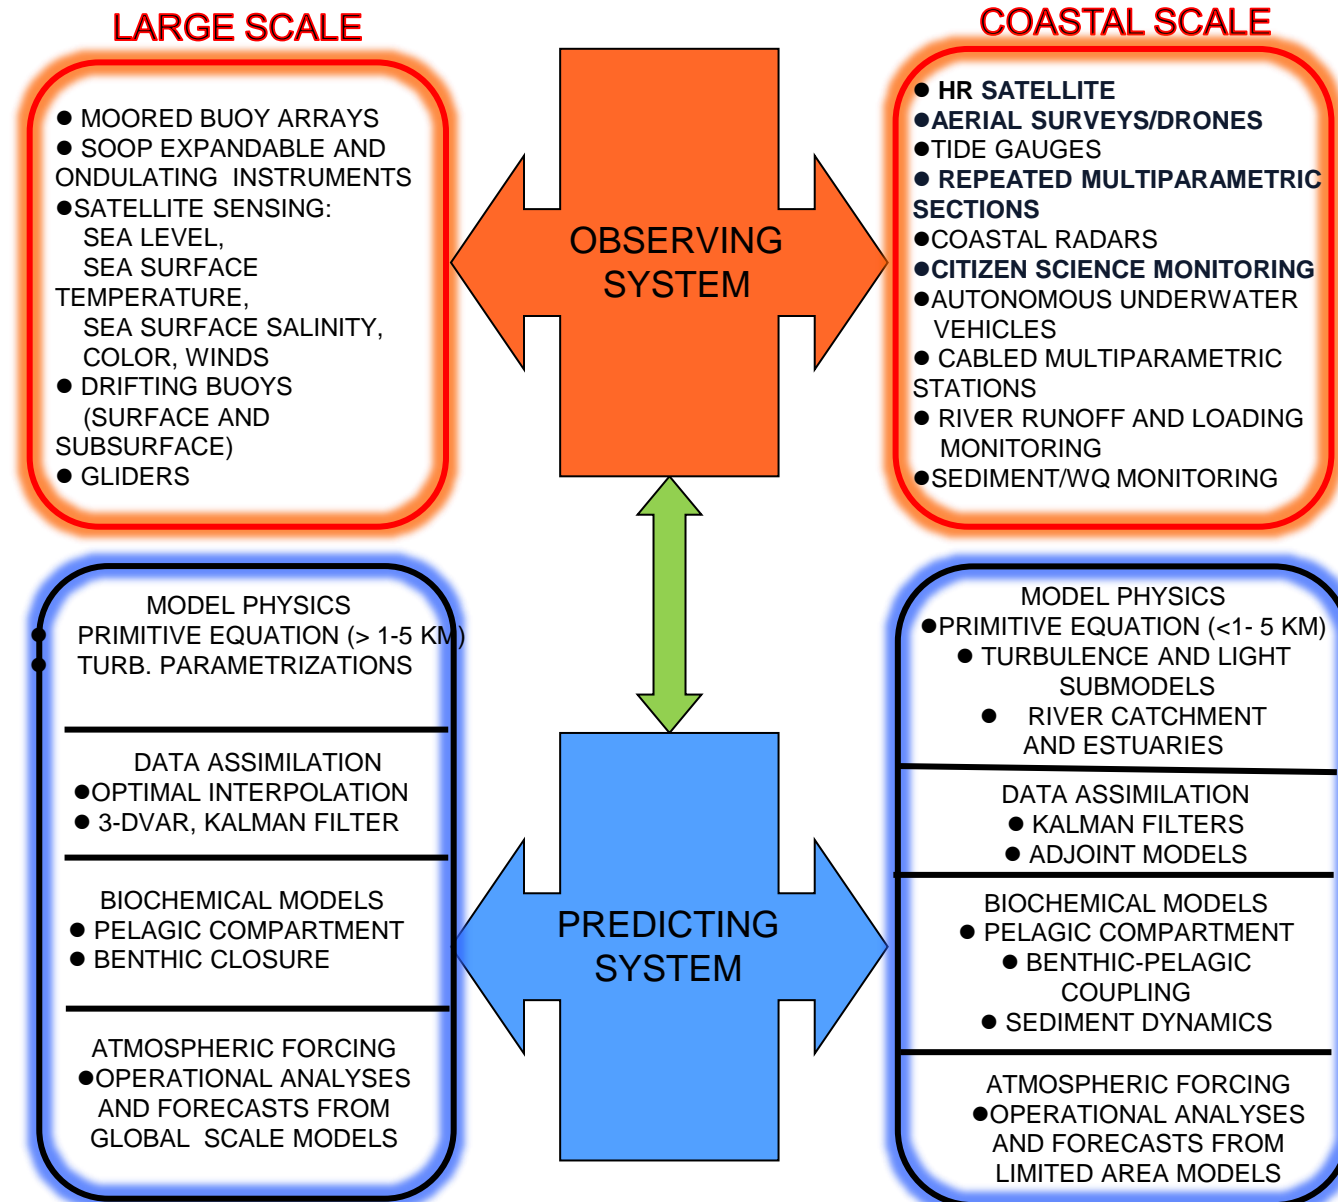 LARGE SCALE
● MOORED BUOY ARRAYS
● SOOP EXPANDABLE AND
ONDULATING INSTRUMENTS
●SATELLITE SENSING:
SEA LEVEL,
SEA SURFACE
TEMPERATURE,
SEA SURFACE SALINITY,
COLOR, WINDS
● DRIFTING BUOYS
(SURFACE AND
SUBSURFACE)
● GLIDERS
OBSERVING
SYSTEM
COASTAL SCALE
● HR SATELLITE
●AERIAL SURVEYS/DRONES
●TIDE GAUGES
● REPEATED MULTIPARAMETRIC
SECTIONS
●COASTAL RADARS
●CITIZEN SCIENCE MONITORING
●AUTONOMOUS UNDERWATER
VEHICLES
● CABLED MULTIPARAMETRIC
STATIONS
● RIVER RUNOFF AND LOADING
MONITORING
●SEDIMENT/WQ MONITORING
MODEL PHYSICS
● PRIMITIVE EQUATION (> 1-5 KM)
● TURB. PARAMETRIZATIONS
DATA ASSIMILATION
●OPTIMAL INTERPOLATION
● 3-DVAR, KALMAN FILTER
BIOCHEMICAL MODELS
● PELAGIC COMPARTMENT
● BENTHIC CLOSURE
ATMOSPHERIC FORCING
●OPERATIONAL ANALYSES
AND FORECASTS FROM
GLOBAL SCALE MODELS
PREDICTING
SYSTEM
MODEL PHYSICS
●PRIMITIVE EQUATION (<1- 5 KM)
● TURBULENCE AND LIGHT
SUBMODELS
● RIVER CATCHMENT
AND ESTUARIES
DATA ASSIMILATION
● KALMAN FILTERS
● ADJOINT MODELS
BIOCHEMICAL MODELS
● PELAGIC COMPARTMENT
● BENTHIC-PELAGIC
COUPLING
● SEDIMENT DYNAMICS
ATMOSPHERIC FORCING
●OPERATIONAL ANALYSES
AND FORECASTS FROM
LIMITED AREA MODELS